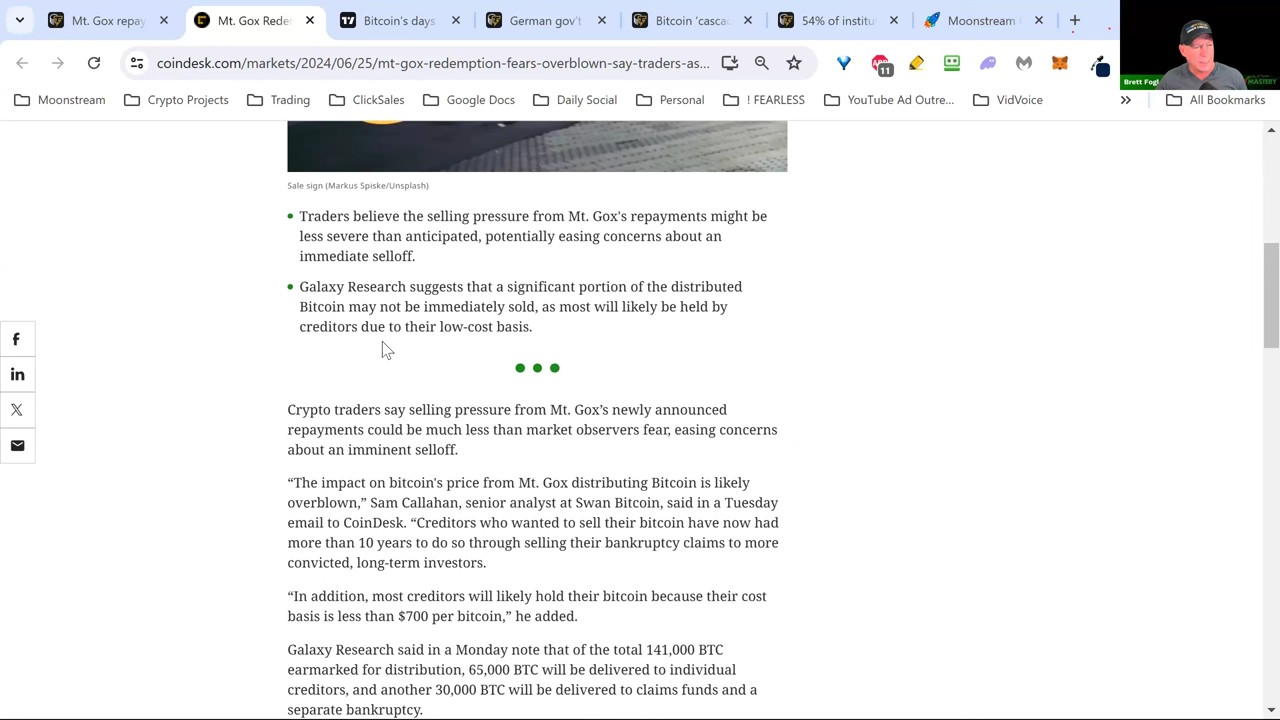 Mt. Gox repay
Mt. Gox Reder
Bitcoin's days
German gov't
Bitcoin 'casca
54% of institu
Moonstream
coindesk.com/markets/2024/06/25/mt-gox-redemption-fears-overblown-say-traders-as...
11
Brett Fogl
MASTERY
Moonstream
Crypto Projects
Trading
ClickSales
Google Docs
Daily Social
Personal
! FEARLESS
YouTube Ad Outre...
VidVoice
All Bookmarks
Sale sign (Markus Spiske/Unsplash)
Traders believe the selling pressure from Mt. Gox's repayments might be
less severe than anticipated, potentially easing concerns about an
immediate selloff.
Galaxy Research suggests that a significant portion of the distributed
Bitcoin may not be immediately sold, as most will likely be held by
creditors due to their low-cost basis.
Crypto traders say selling pressure from Mt. Gox’s newly announced
repayments could be much less than market observers fear, easing concerns
about an imminent selloff.
“The impact on bitcoin's price from Mt. Gox distributing Bitcoin is likely
overblown,” Sam Callahan, senior analyst at Swan Bitcoin, said in a Tuesday
email to CoinDesk. “Creditors who wanted to sell their bitcoin have now had
more than 10 years to do so through selling their bankruptcy claims to more
convicted, long-term investors.
“In addition, most creditors will likely hold their bitcoin because their cost
basis is less than $700 per bitcoin,” he added.
Galaxy Research said in a Monday note that of the total 141,000 BTC
earmarked for distribution, 65,000 BTC will be delivered to individual
creditors, and another 30,000 BTC will be delivered to claims funds and a
separate bankruptcy.